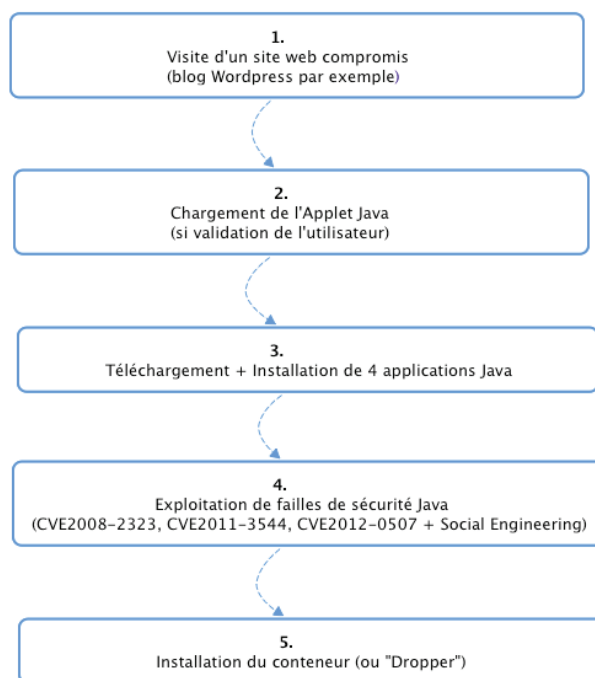 1.
Visite d'un site web compromis
(blog Wordpress par exemple)
2.
Chargement de l'Applet Java
(si validation de l'utilisateur)
3.
Téléchargement + Installation de 4 applications Java
4.
Exploitation de failles de sécurité Java
(CVE2008-2323, CVE2011-3544, CVE2012-0507 + Social Engineering)
5.
Installation du conteneur (ou "Dropper")